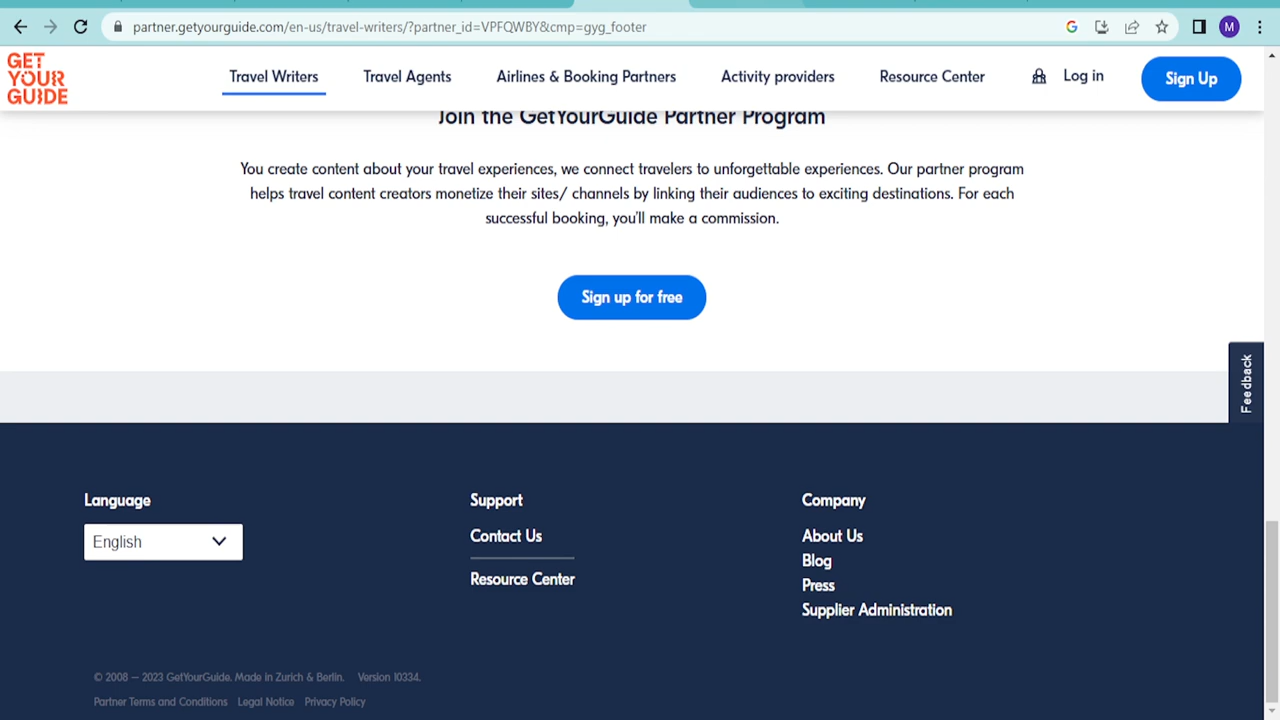 partner.getyourguide.com/en-us/travel-writers/?partner_id=VPFQWBY&cmp=gyg_footer
G
M
GET
YOUR
GUIDE
Travel Writers
Travel Agents
Airlines & Booking Partners
Activity providers
Resource Center
Log in
Sign Up
Join the GetYourGuide Partner Program
You create content about your travel experiences, we connect travelers to unforgettable experiences. Our partner program
helps travel content creators monetize their sites/ channels by linking their audiences to exciting destinations. For each
successful booking, you'll make a commission.
Sign up for free
Feedback
Language
English
Support
Contact Us
Resource Center
Company
About Us
Blog
Press
Supplier Administration
© 2008 – 2023 GetYourGuide. Made in Zurich & Berlin. Version 10334.
Partner Terms and Conditions Legal Notice Privacy Policy